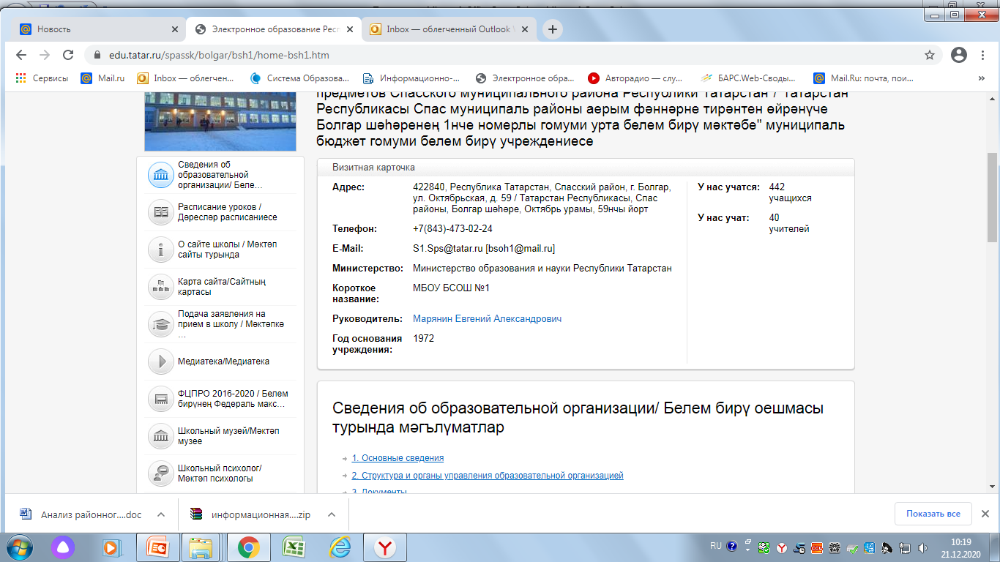 Новость
Электронное образование Рес
Inbox — облегченный Outlook
edu.tatar.ru/spassk/bolgar/bsh1/home-bsh1.htm
Сервисы
Mail.ru
Inbox — облегчен...
Система Образова...
Информационно-...
Электронное обра...
Авторадио — слу...
БАРС.Web-Своды...
Mail.Ru: почта, пои...
»
предметов Спасского муниципального района Республики Татарстан / "Татарстан
Республикасы Спас муниципаль районы аерым фәннәрне тирәнтен өйрәнүче
Болгар шәһәренең 1нче номерлы гомуми урта белем бирү мәктәбе" муниципаль
бюджет гомуми белем бирү учреждениесе
Сведения об
образовательной
организации/ Беле...
Расписание уроков /
Дәресләр расписаниесе
О сайте школы / Мәктәп
сайты турында
Карта сайта/Сайтның
картасы
Подача заявления на
прием в школу / Мәктәпкә
...
Медиатека/Медиатека
ФЦПРО 2016-2020 / Белем
бирүнең Федераль макс...
Школьный музей/Мәктәп
музее
Школьный психолог/
Мәктәп психологы
Визитная карточка
Адрес:
422840, Республика Татарстан, Спасский район, г. Болгар,
ул. Октябрьская, д. 59 / Татарстан Республикасы, Спас
районы, Болгар шәһәре, Октябрь урамы, 59нчы йорт
Телефон:
+7(843)-473-02-24
E-Mail:
S1.Sps@tatar.ru [bsoh1@mail.ru]
Министерство:
Министерство образования и науки Республики Татарстан
Короткое
название:
МБОУ БСОШ №1
Руководитель:
Марянин Евгений Александрович
Год основания
учреждения:
1972
У нас учатся:
442
учащихся
У нас учат:
40
учителей
Сведения об образовательной организации/ Белем бирү оешмасы
турында мәгълүматлар
1. Основные сведения
2. Структура и органы управления образовательной организацией
3. Документы
Анализ районног....doc
информационная....zip
Показать все
RU
10:19
21.12.2020